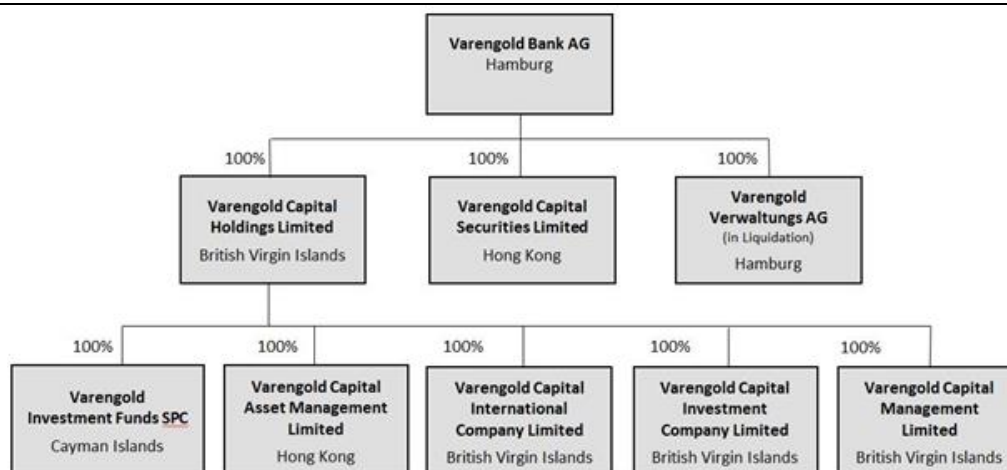 Varengold Bank AG
Hamburg
100%
100%
100%
Varengold Capital
Holdings Limited
British Virgin Islands
Varengold Capital
Securities Limited
Hong Kong
Varengold
Verwaltungs AG
(in Liquidation)
Hamburg
100%
100%
100%
100%
100%
Varengold
Investment Funds SPC
Cayman Islands
Varengold Capital
Asset Management
Limited
Hong Kong
Varengold Capital
International
Company Limited
British Virgin Islands
Varengold Capital
Investment
Company Limited
British Virgin Islands
Varengold Capital
Management
Limited
British Virgin Islands